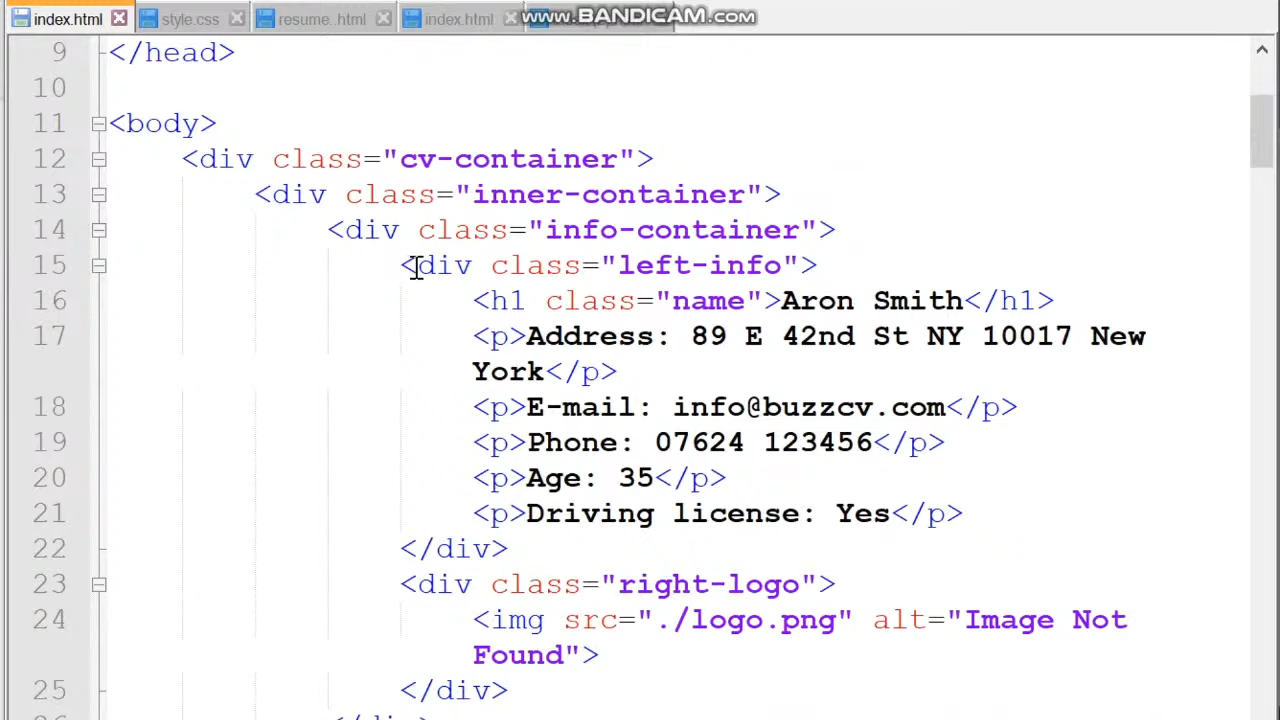 index.html style.css resume..html index.html www.BANDICAM.com
9 </head>
10
11 <body>
12 <div class="cv-container">
13 <div class="inner-container">
14 <div class="info-container">
15 <div class="left-info">
16 <h1 class="name">Aron Smith</h1>
17 <p>Address: 89 E 42nd St NY 10017 New
York</p>
18 <p>E-mail: info@buzzcv.com</p>
19 <p>Phone: 07624 123456</p>
20 <p>Age: 35</p>
21 <p>Driving license: Yes</p>
22 </div>
23 <div class="right-logo">
24 <img src="./logo.png" alt="Image Not
Found">
25 </div>